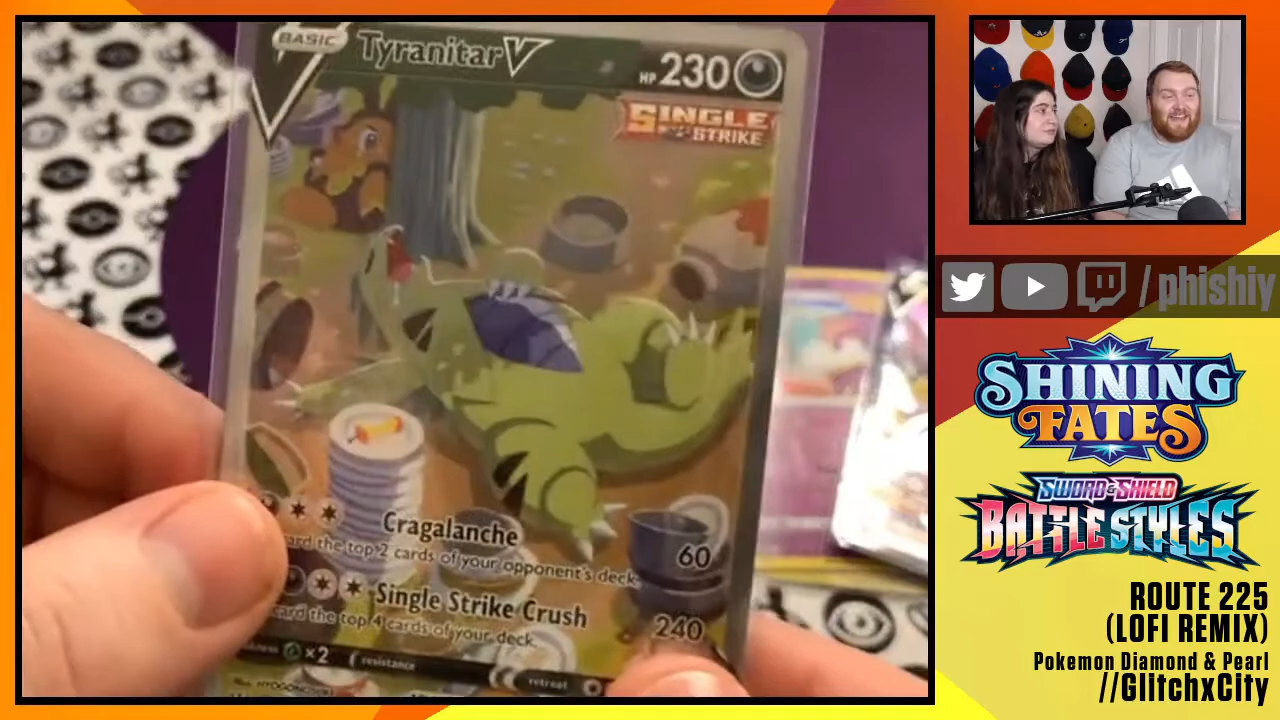 BASIC Tyranitar V HP 230
SINGLE
STRIKE
Cragalanche 60
ard the top 2 cards of your opponent's deck.
Single Strike Crush 240
card the top 4 cards of your deck.
×2 resistance
retreat
/phishiy
SHINING
FATES
SWORD & SHIELD
BATTLE STYLES
ROUTE 225
(LOFI REMIX)
Pokemon Diamond & Pearl
//GlitchxCity